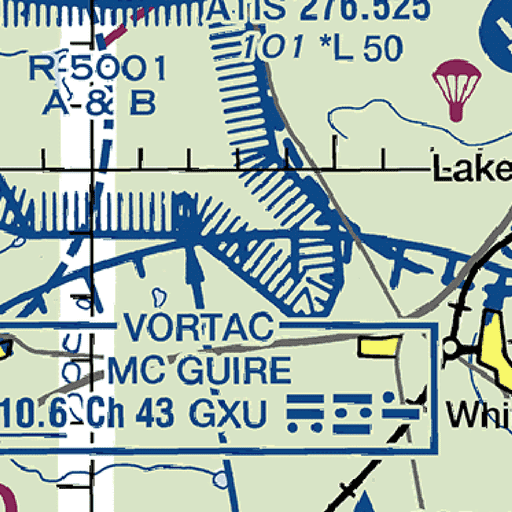 ATIS 276.525
101 *L 50
R-5001
A & B
Lake
VORTAC
MC GUIRE
10.6 Ch 43 GXU
Whi